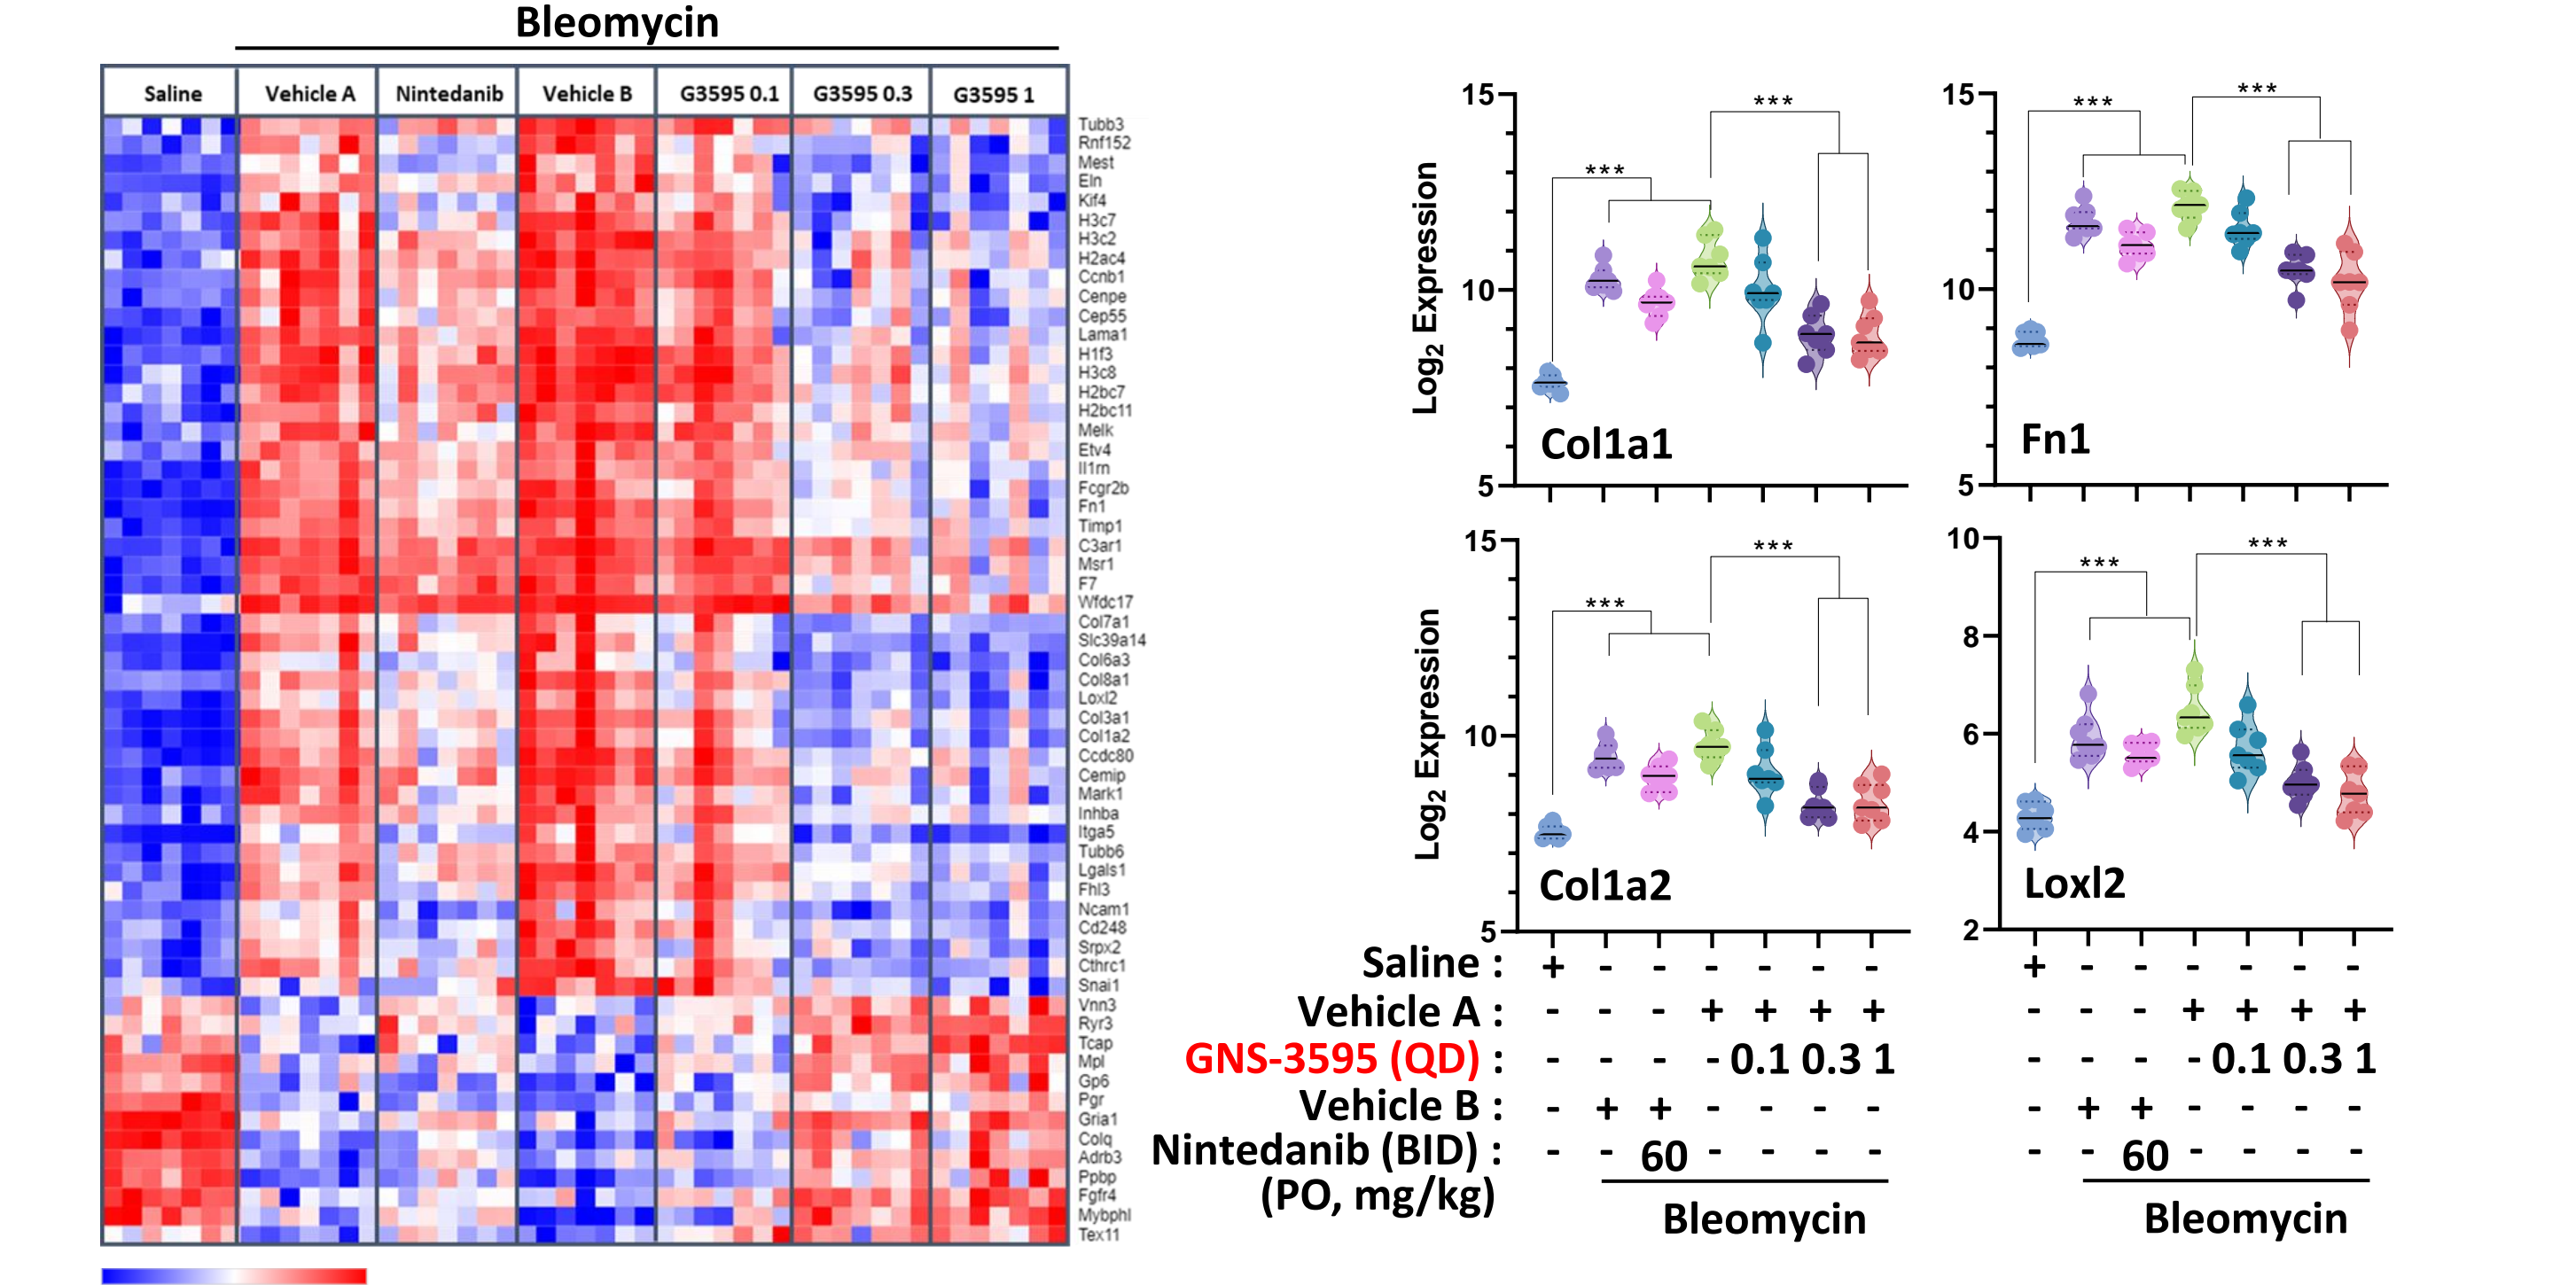 Bleomycin
Saline Vehicle A Nintedanib Vehicle B G3595 0.1 G3595 0.3 G3595 1
Tubb3
Rnf152
Mest
Eln
Kif4
H3c7
H3c2
H2ac4
Ccnb1
Cenpe
Cep55
Lama1
H1f3
H3c8
H2bc7
H2bc11
Melk
Etv4
Il1rn
Fcgr2b
Fn1
Timp1
C3ar1
Msr1
F7
Wfdc17
Col7a1
Slc39a14
Col6a3
Col8a1
Loxl2
Col3a1
Col1a2
Ccdc80
Cemip
Mark1
Inhba
Itga5
Tubb6
Lgals1
Fhl3
Ncam1
Cd248
Srpx2
Cthrc1
Snai1
Vnn3
Ryr3
Tcap
Mpl
Gp6
Pgr
Gria1
Colq
Adrb3
Ppbp
Fgfr4
Mybphl
Tex11
Log2 Expression
15
10
5
***
***
Col1a1
15
10
5
***
***
Fn1
Log2 Expression
15
10
5
***
***
Col1a2
10
8
6
4
2
***
***
Loxl2
Saline : + - - - - - - + - - - - - -
Vehicle A : - - - + + + + - - - + + + +
GNS-3595 (QD) : - - - - 0.1 0.3 1 - - - - 0.1 0.3 1
Vehicle B : - + + - - - - - + + - - - -
Nintedanib (BID) : - - 60 - - - - - - 60 - - - -
(PO, mg/kg)
Bleomycin Bleomycin